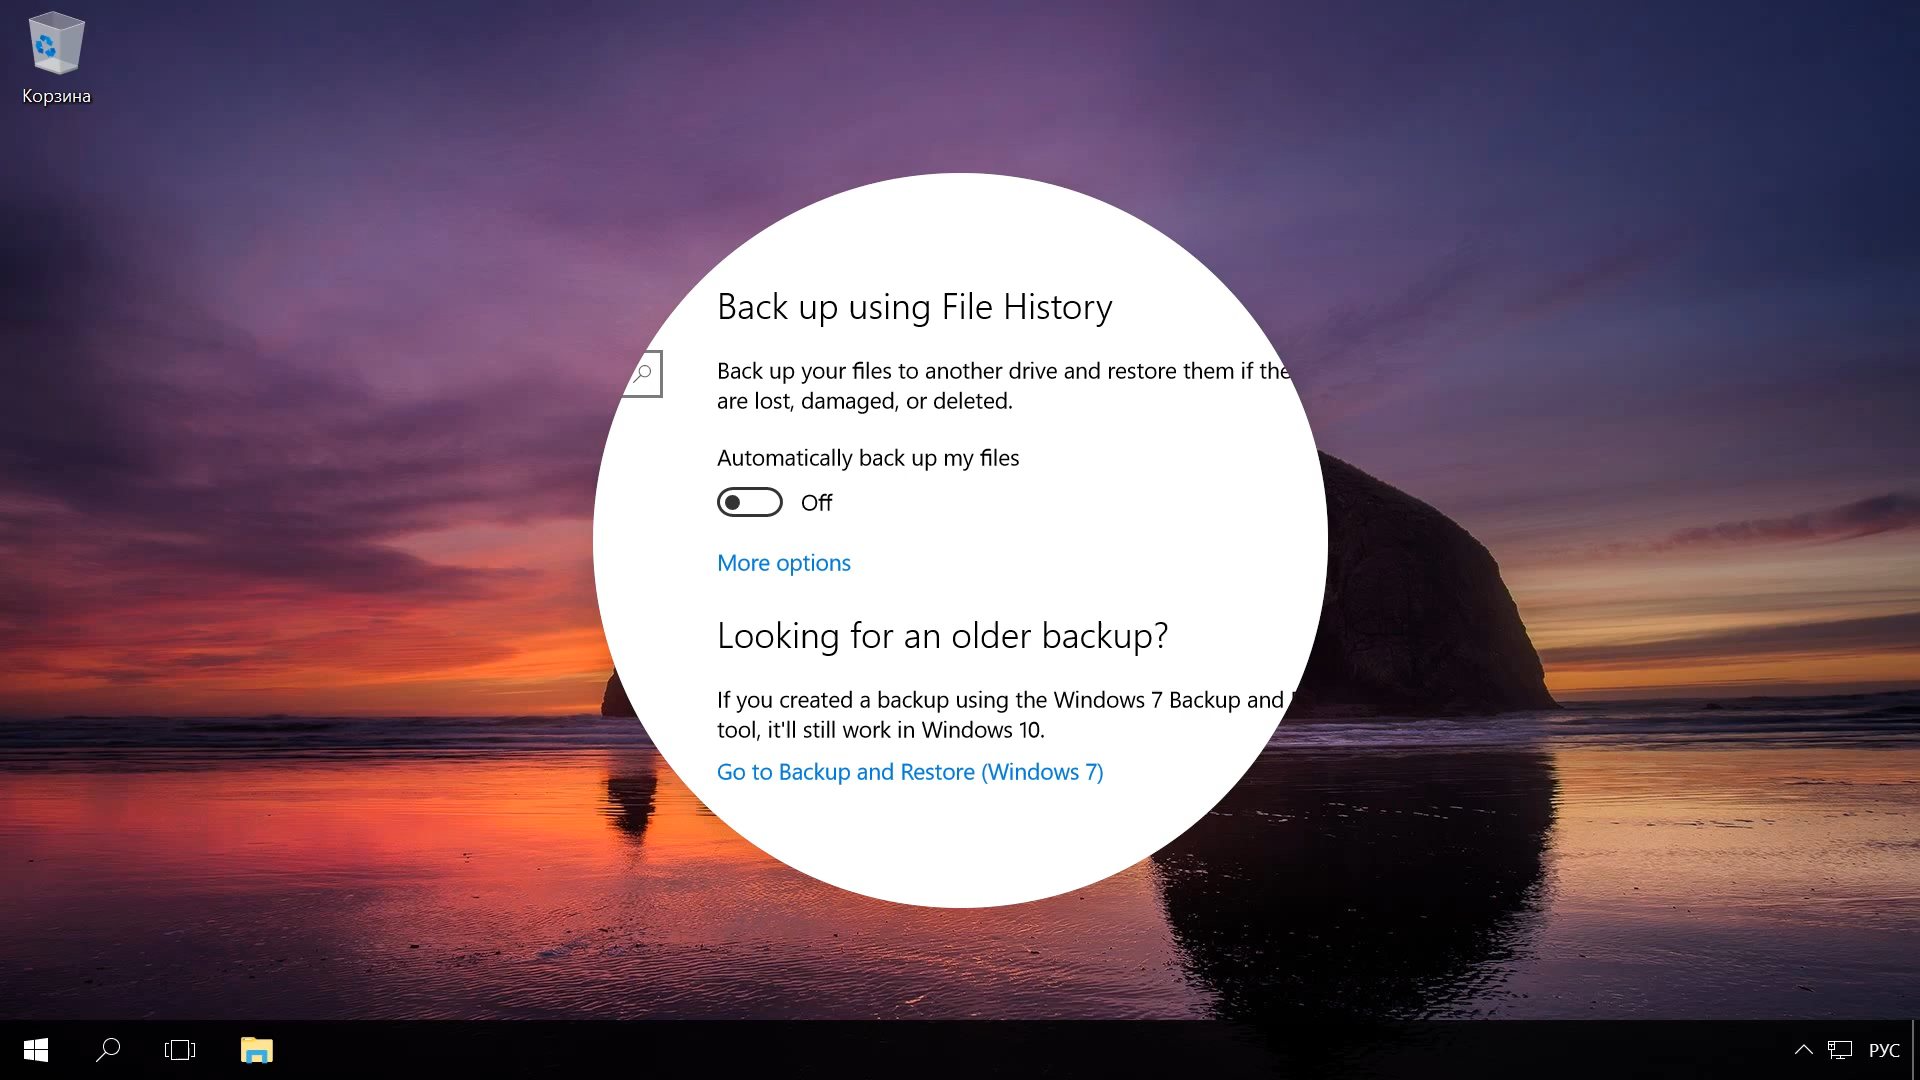 Корзина
Back up using File History
Back up your files to another drive and restore them if the
are lost, damaged, or deleted.
Automatically back up my files
Off
More options
Looking for an older backup?
If you created a backup using the Windows 7 Backup and
tool, it'll still work in Windows 10.
Go to Backup and Restore (Windows 7)
РУС